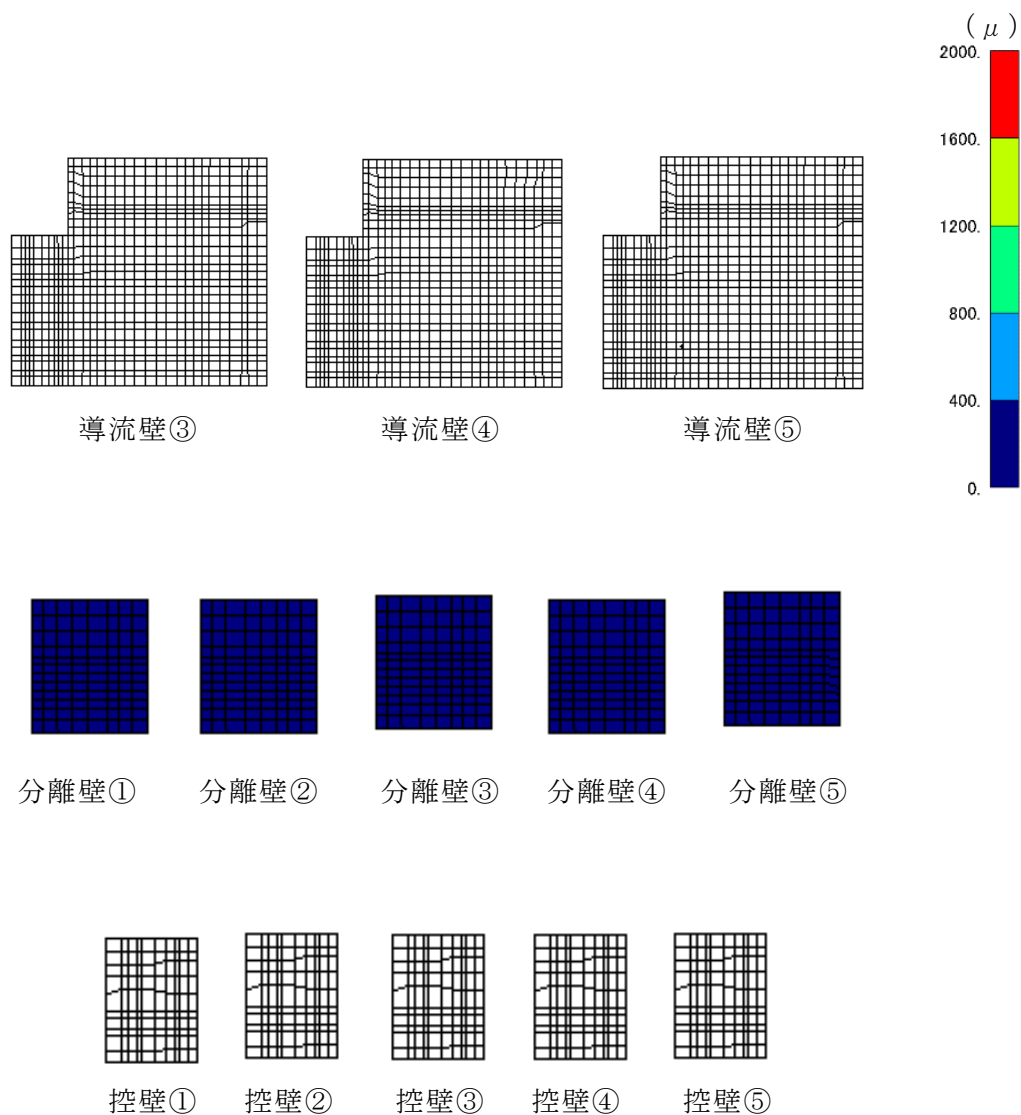 (μ)
2000.
1600.
1200.
800.
400.
0.
導流壁③ 導流壁④ 導流壁⑤
分離壁① 分離壁② 分離壁③ 分離壁④ 分離壁⑤
控壁① 控壁② 控壁③ 控壁④ 控壁⑤